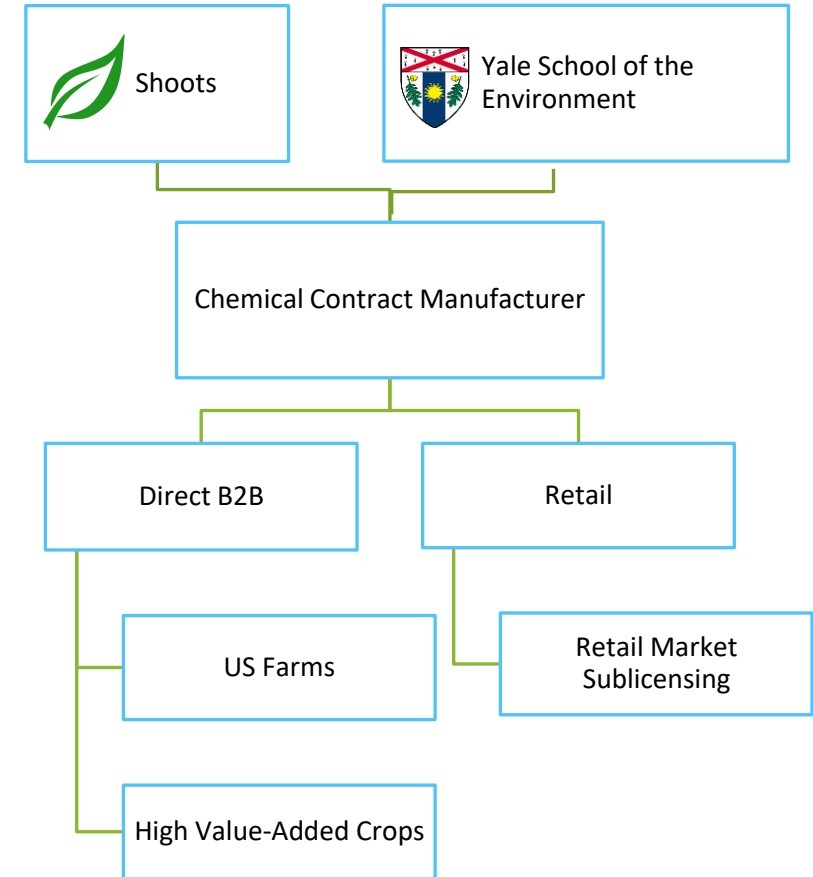 Shoots
Yale School of the
Environment
Chemical Contract Manufacturer
Direct B2B
Retail
US Farms
Retail Market
Sublicensing
High Value-Added Crops